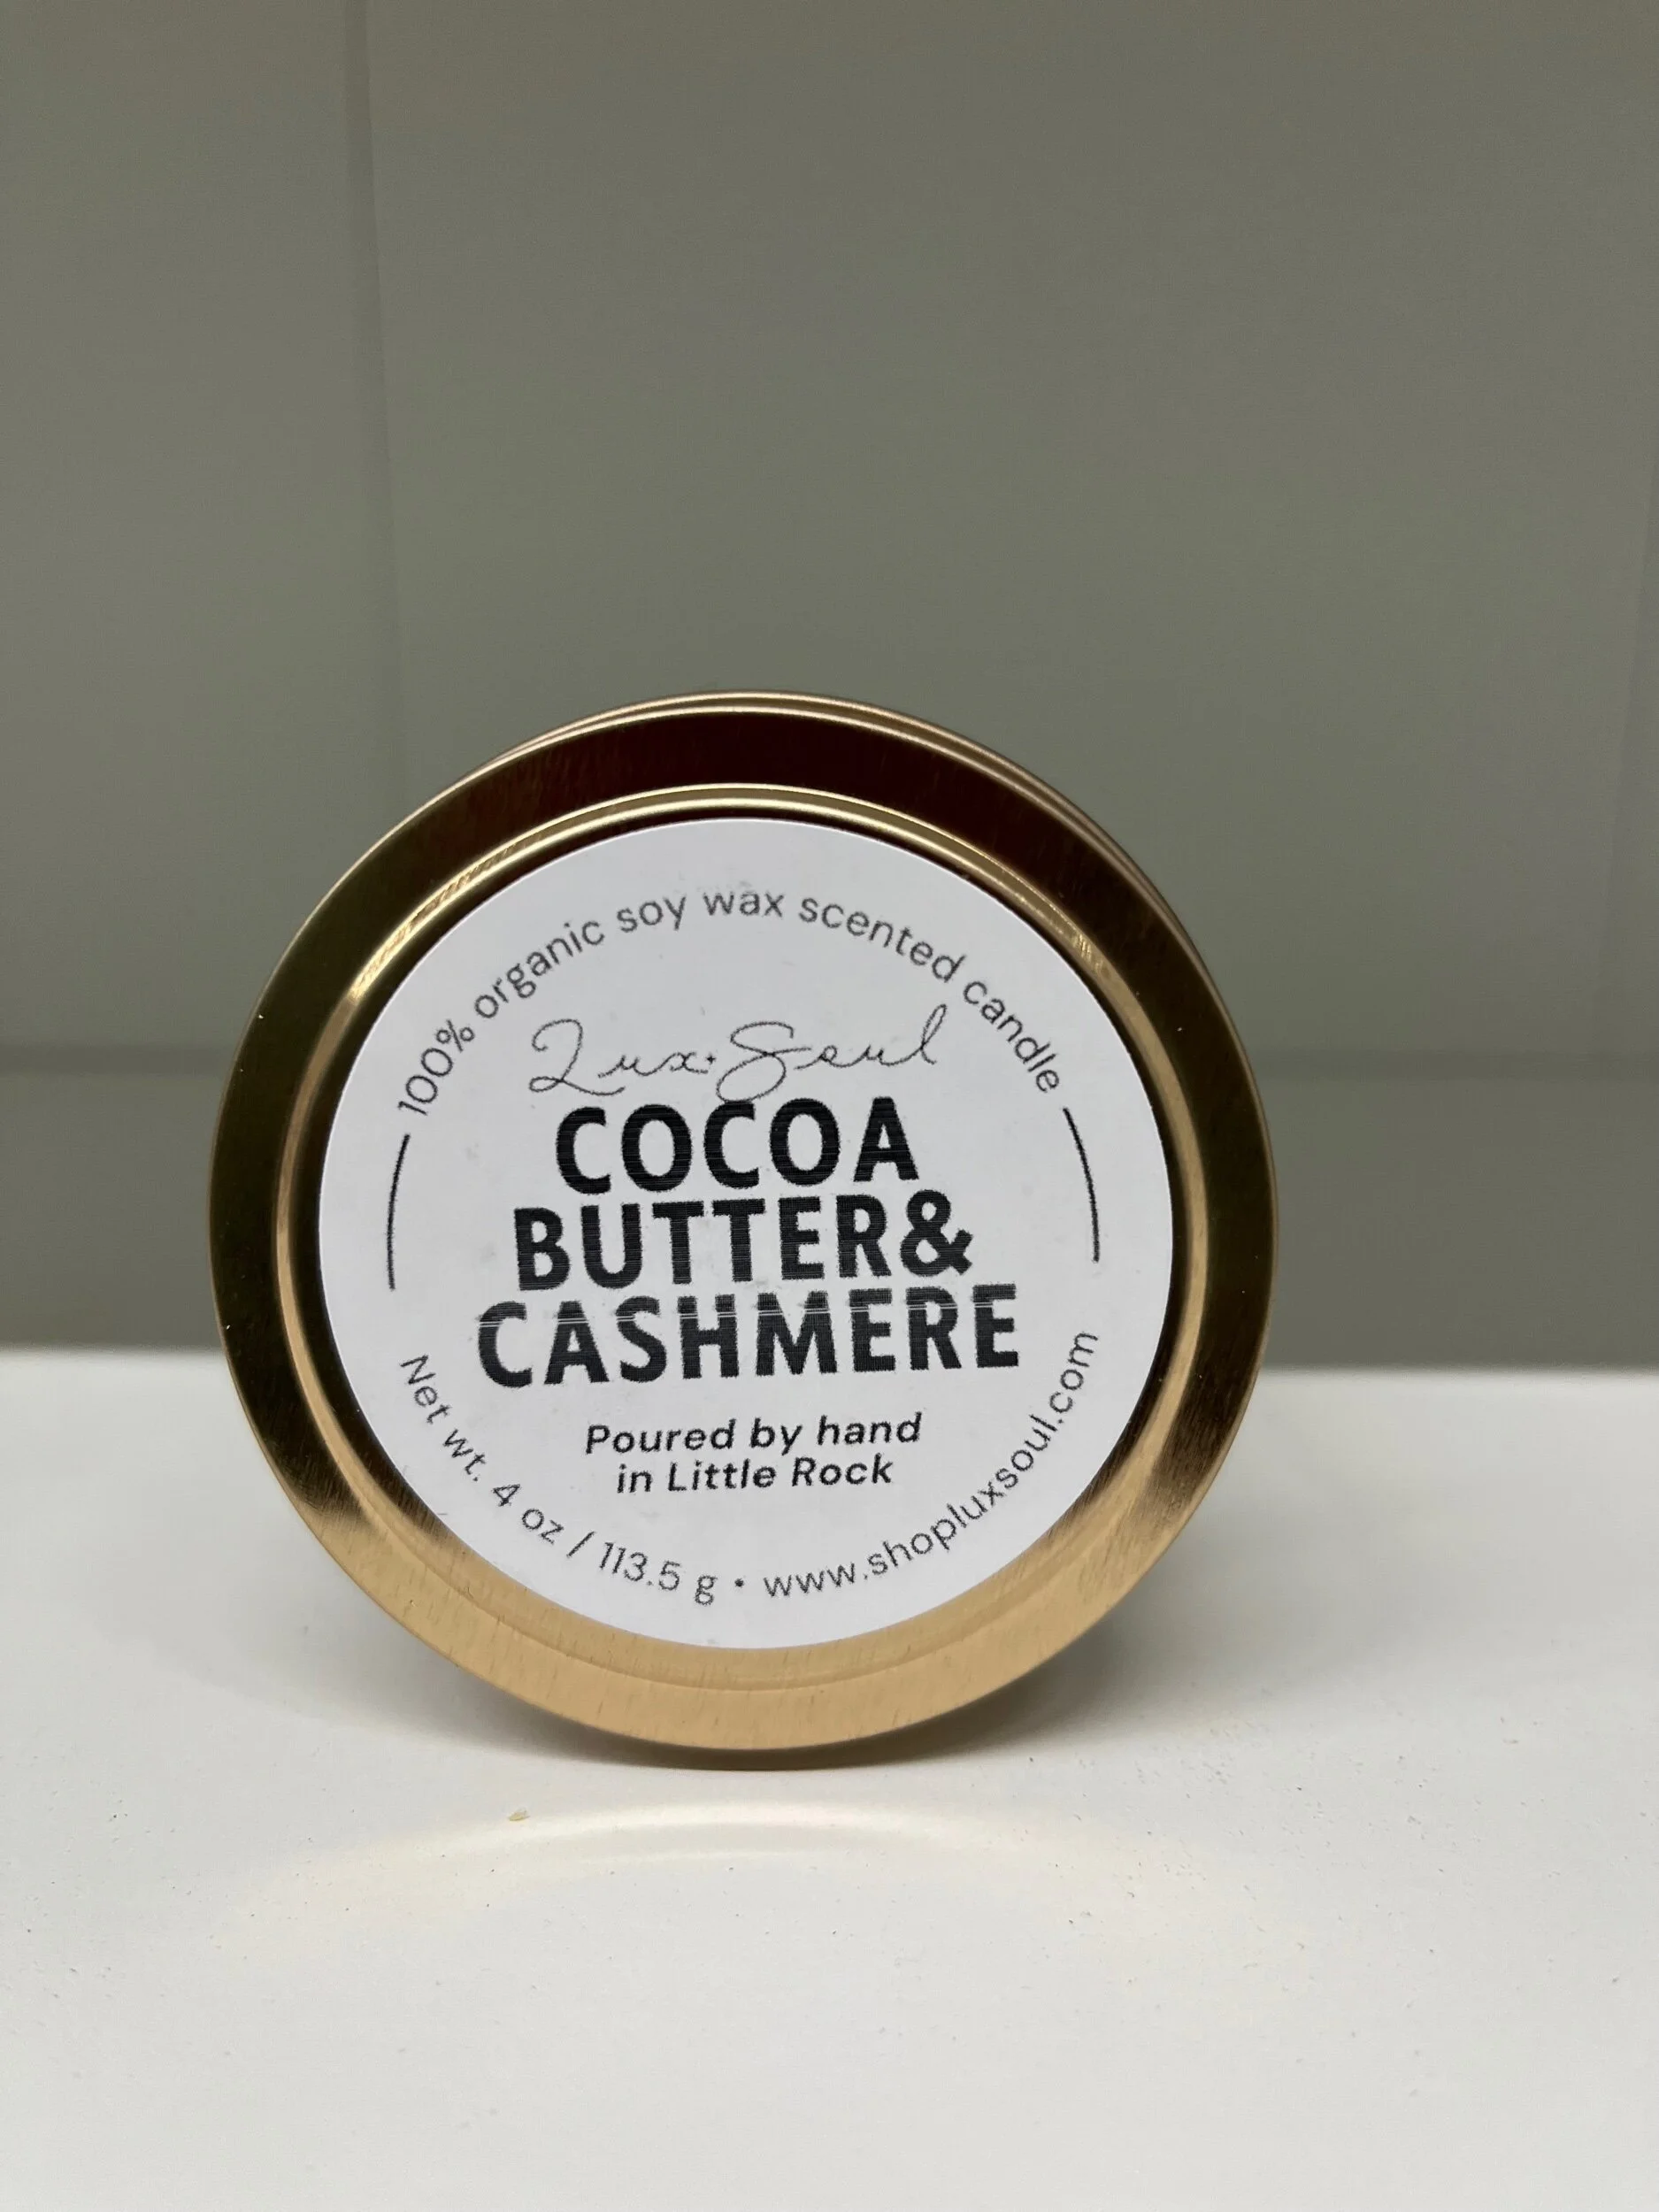 100% organic soy wax scented candle
Lux+Soul
COCOA
BUTTER&
CASHMERE
Poured by hand
in Little Rock
Net wt. 4 oz / 113.5 g • www.shopluxsoul.com